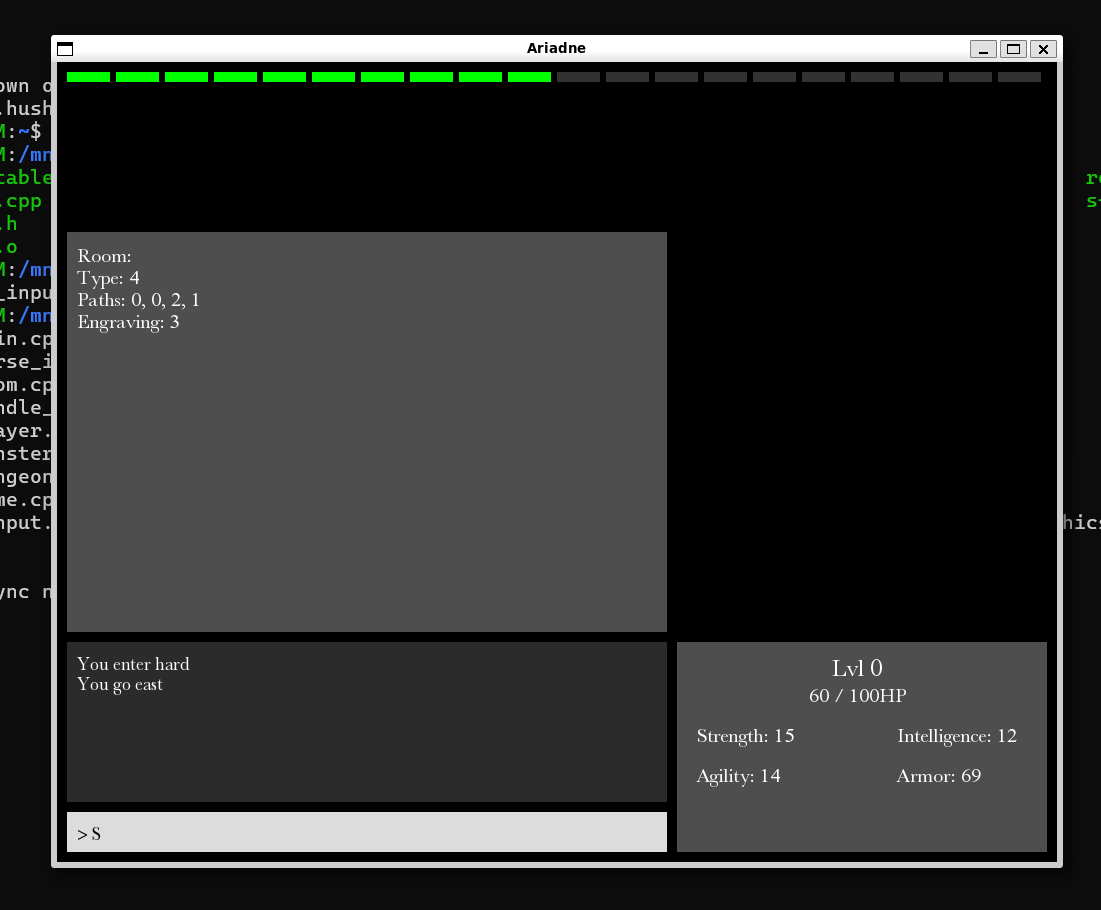 Ariadne
own o
.hush
M:~$
M:/mn
table
.cpp
.h
.o
M:/mn
_inpu
M:/mn
in.cp
rse_i
om.cp
ndle_
ayer.
nster
ngeon
me.cp
nput.
ync n
Room:
Type: 4
Paths: 0, 0, 2, 1
Engraving: 3
You enter hard
You go east
> S
Lvl 0
60 / 100HP
Strength: 15 Intelligence: 12
Agility: 14 Armor: 69
hics